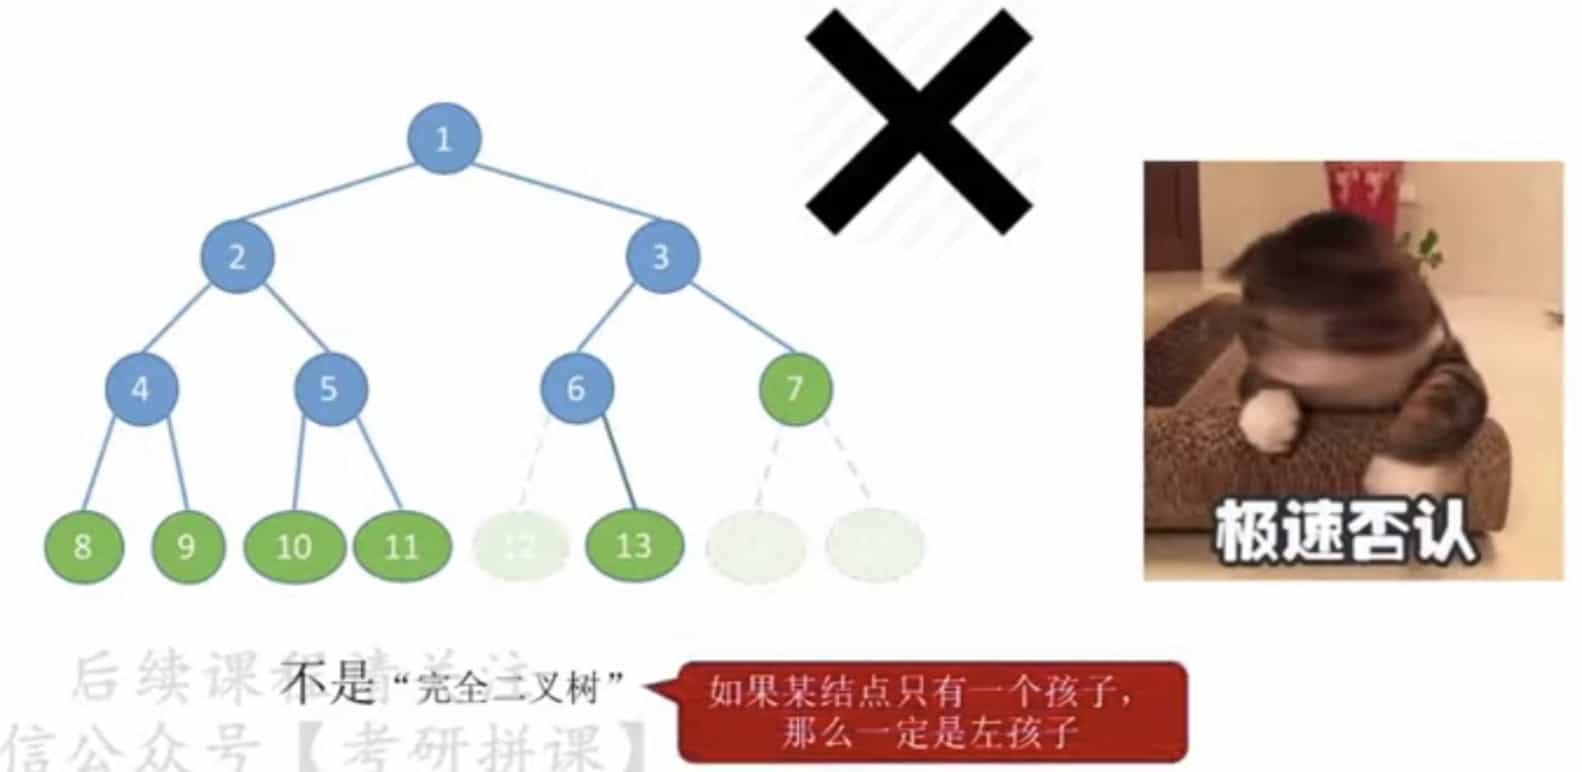 1
2 3
4 5 6 7
8 9 10 11 12 13
极速否认
不是“完全二叉树”
如果某结点只有一个孩子，
那么一定是左孩子
后续课程请关注
信公众号【考研拼课】